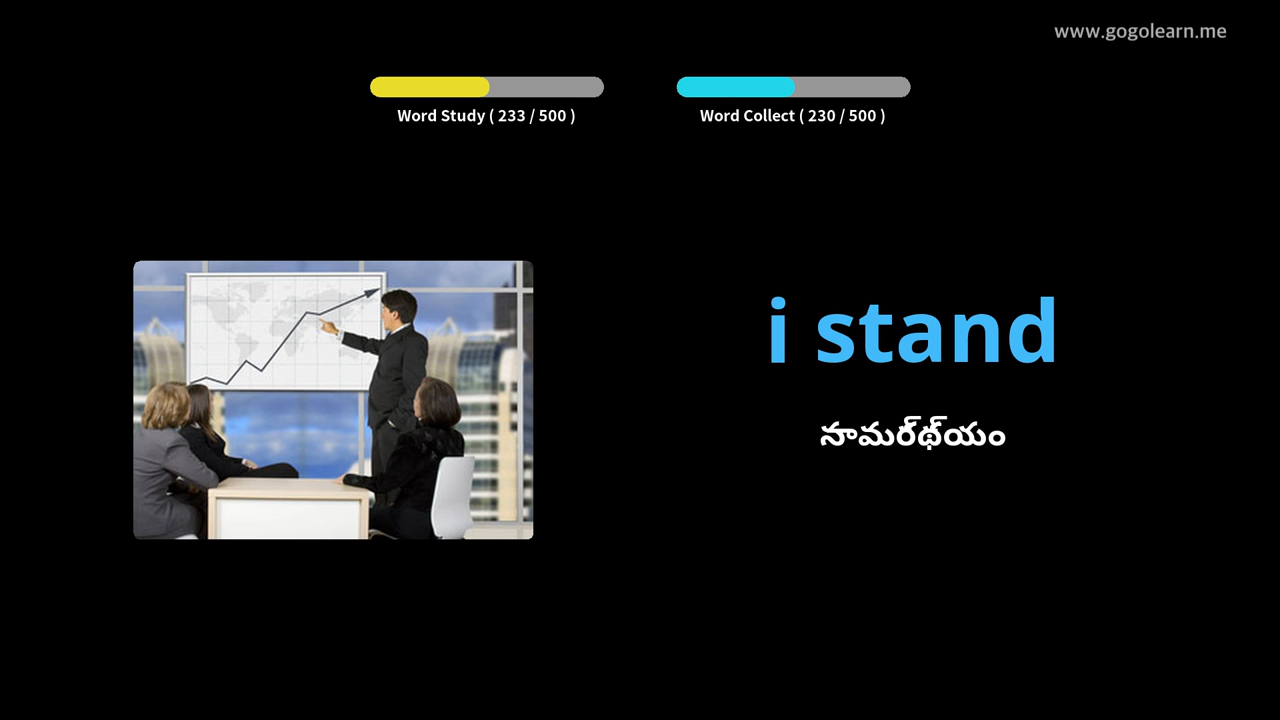 www.gogolearn.me
Word Study ( 233 / 500 )
Word Collect ( 230 / 500 )
i stand
నామర్‌థ్‌యం